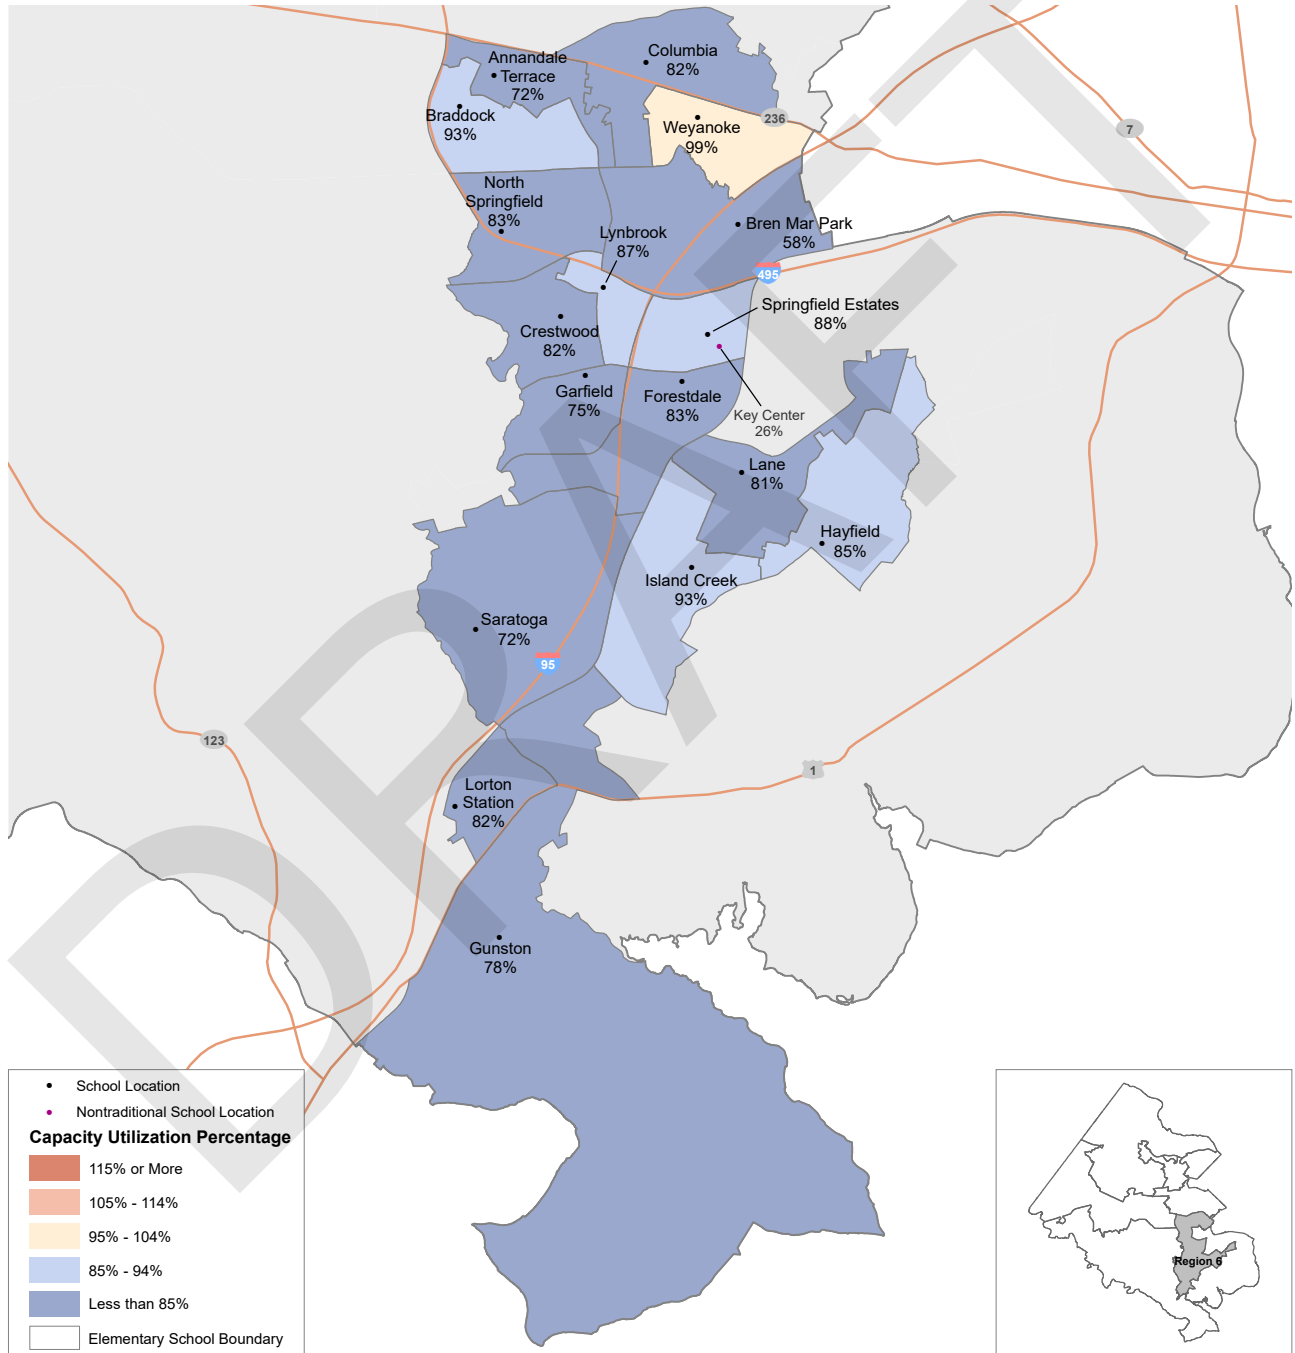 Columbia
82%
Annandale
Terrace
72%
Braddock
93%
Weyanoke
99%
236
7
North
Springfield
83%
Lynbrook
87%
Bren Mar Park
58%
495
Springfield Estates
88%
Crestwood
82%
Garfield
75%
Forestdale
83%
Key Center
26%
Lane
81%
Hayfield
85%
Island Creek
93%
Saratoga
72%
95
123
1
Lorton
Station
82%
Gunston
78%
DRAFT
School Location
Nontraditional School Location
Capacity Utilization Percentage
115% or More
105% - 114%
95% - 104%
85% - 94%
Less than 85%
Elementary School Boundary
Region 6